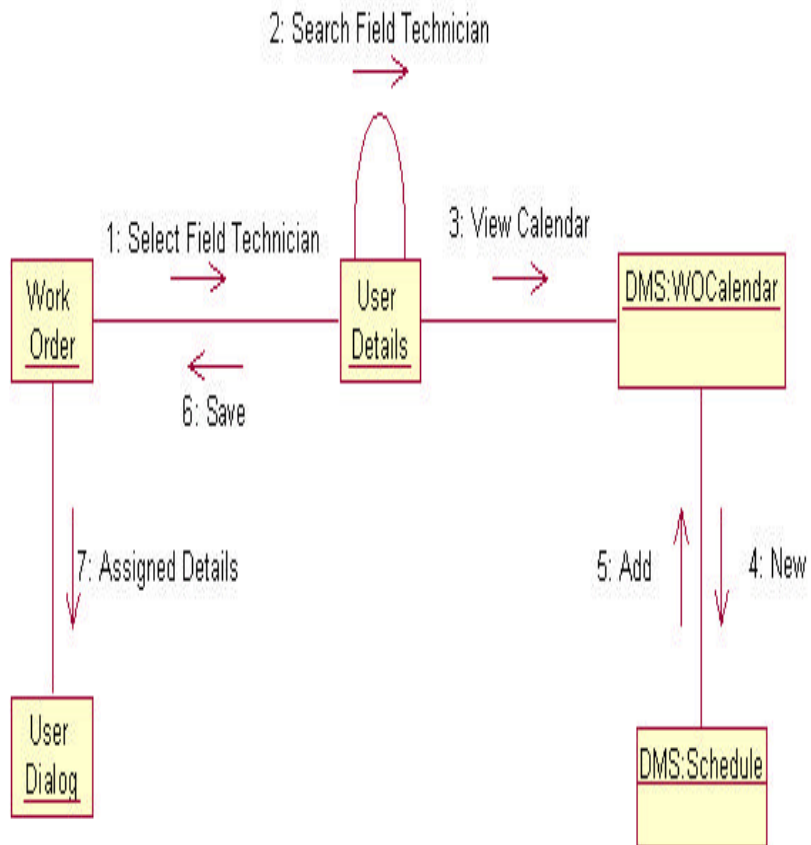 2: Search Field Technician
1: Select Field Technician
3: View Calendar
Work
Order
User
Details
DMS:WOCalendar
6: Save
7: Assigned Details
5: Add
4: New
User
Dialog
DMS:Schedule